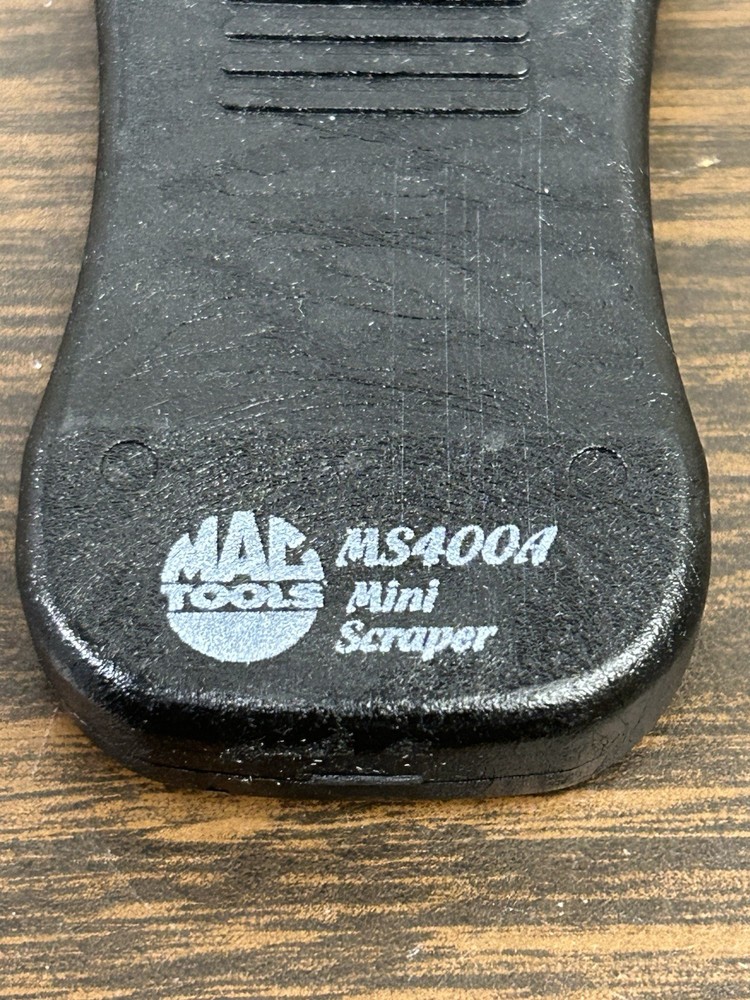 MAC
TOOLS
MS400A
Mini
Scraper